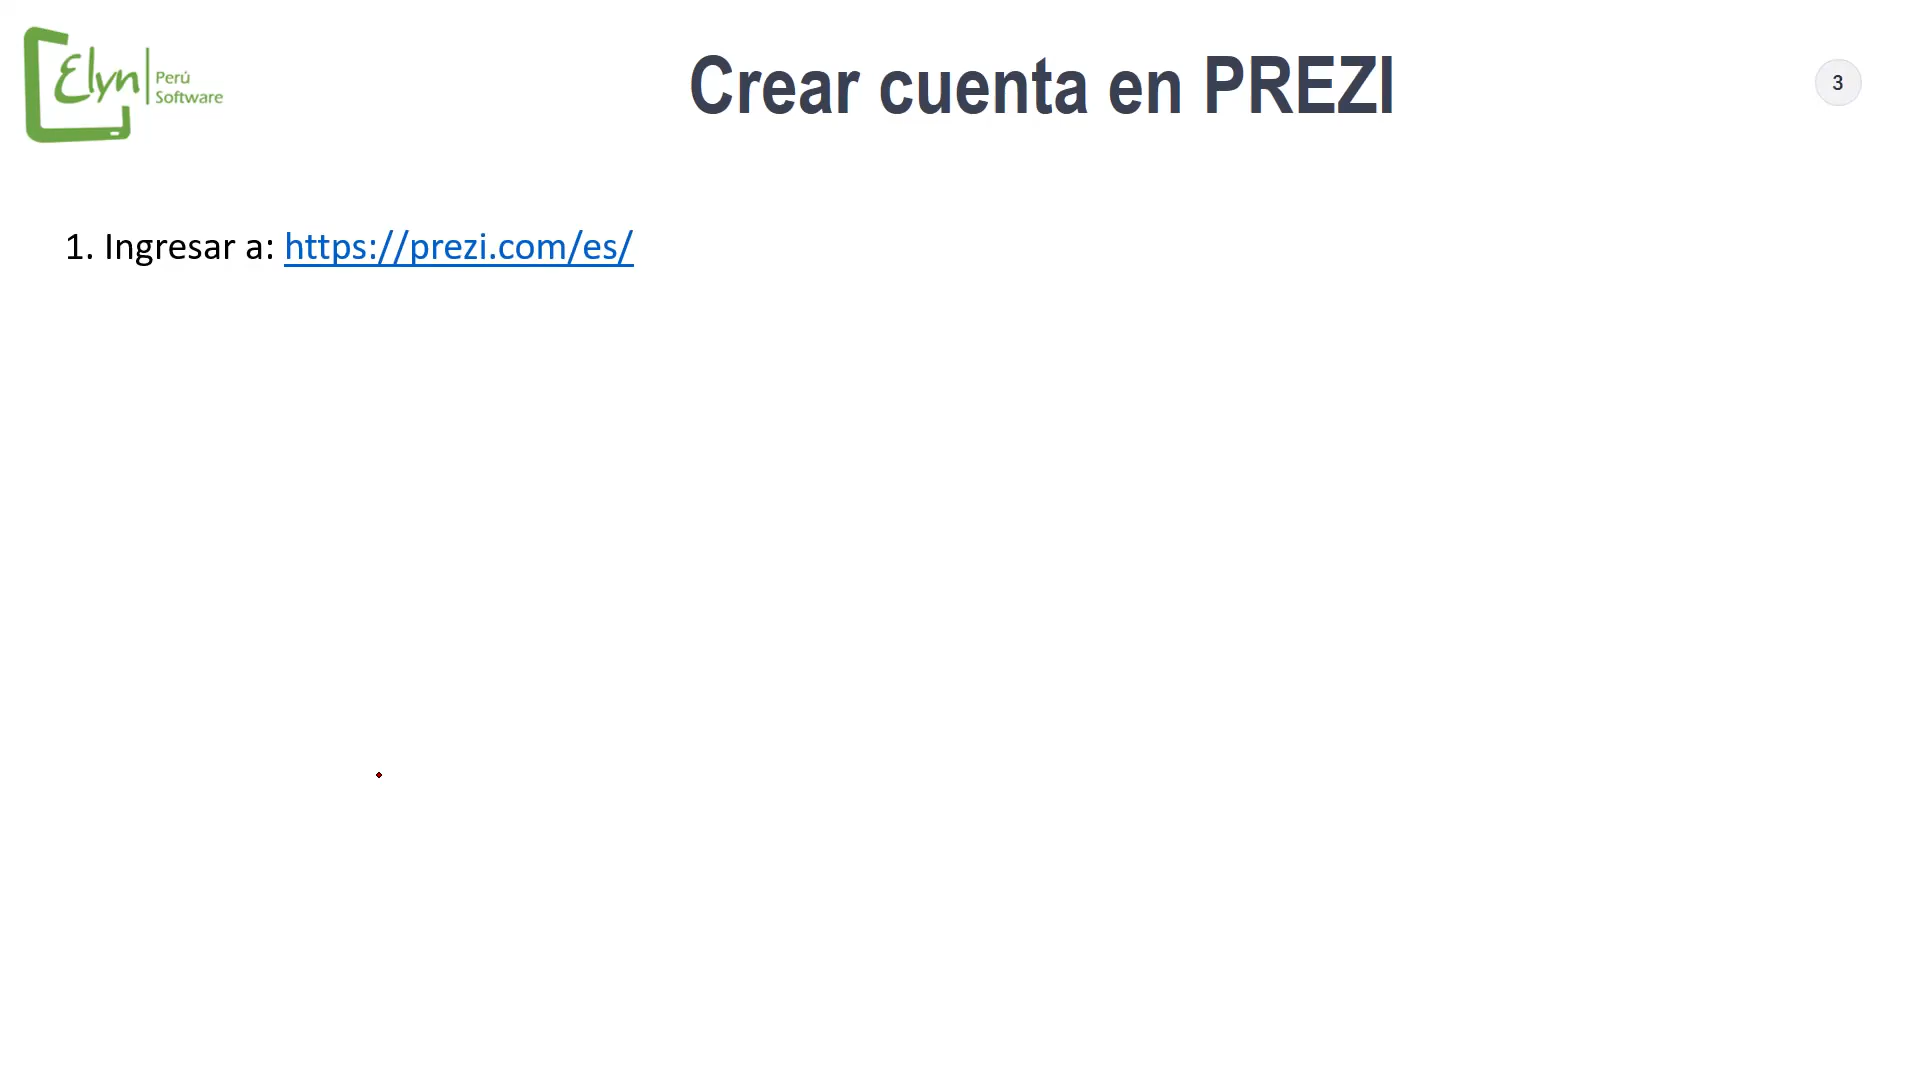 Elyn Perú
Software
Crear cuenta en PREZI
3
1. Ingresar a: https://prezi.com/es/